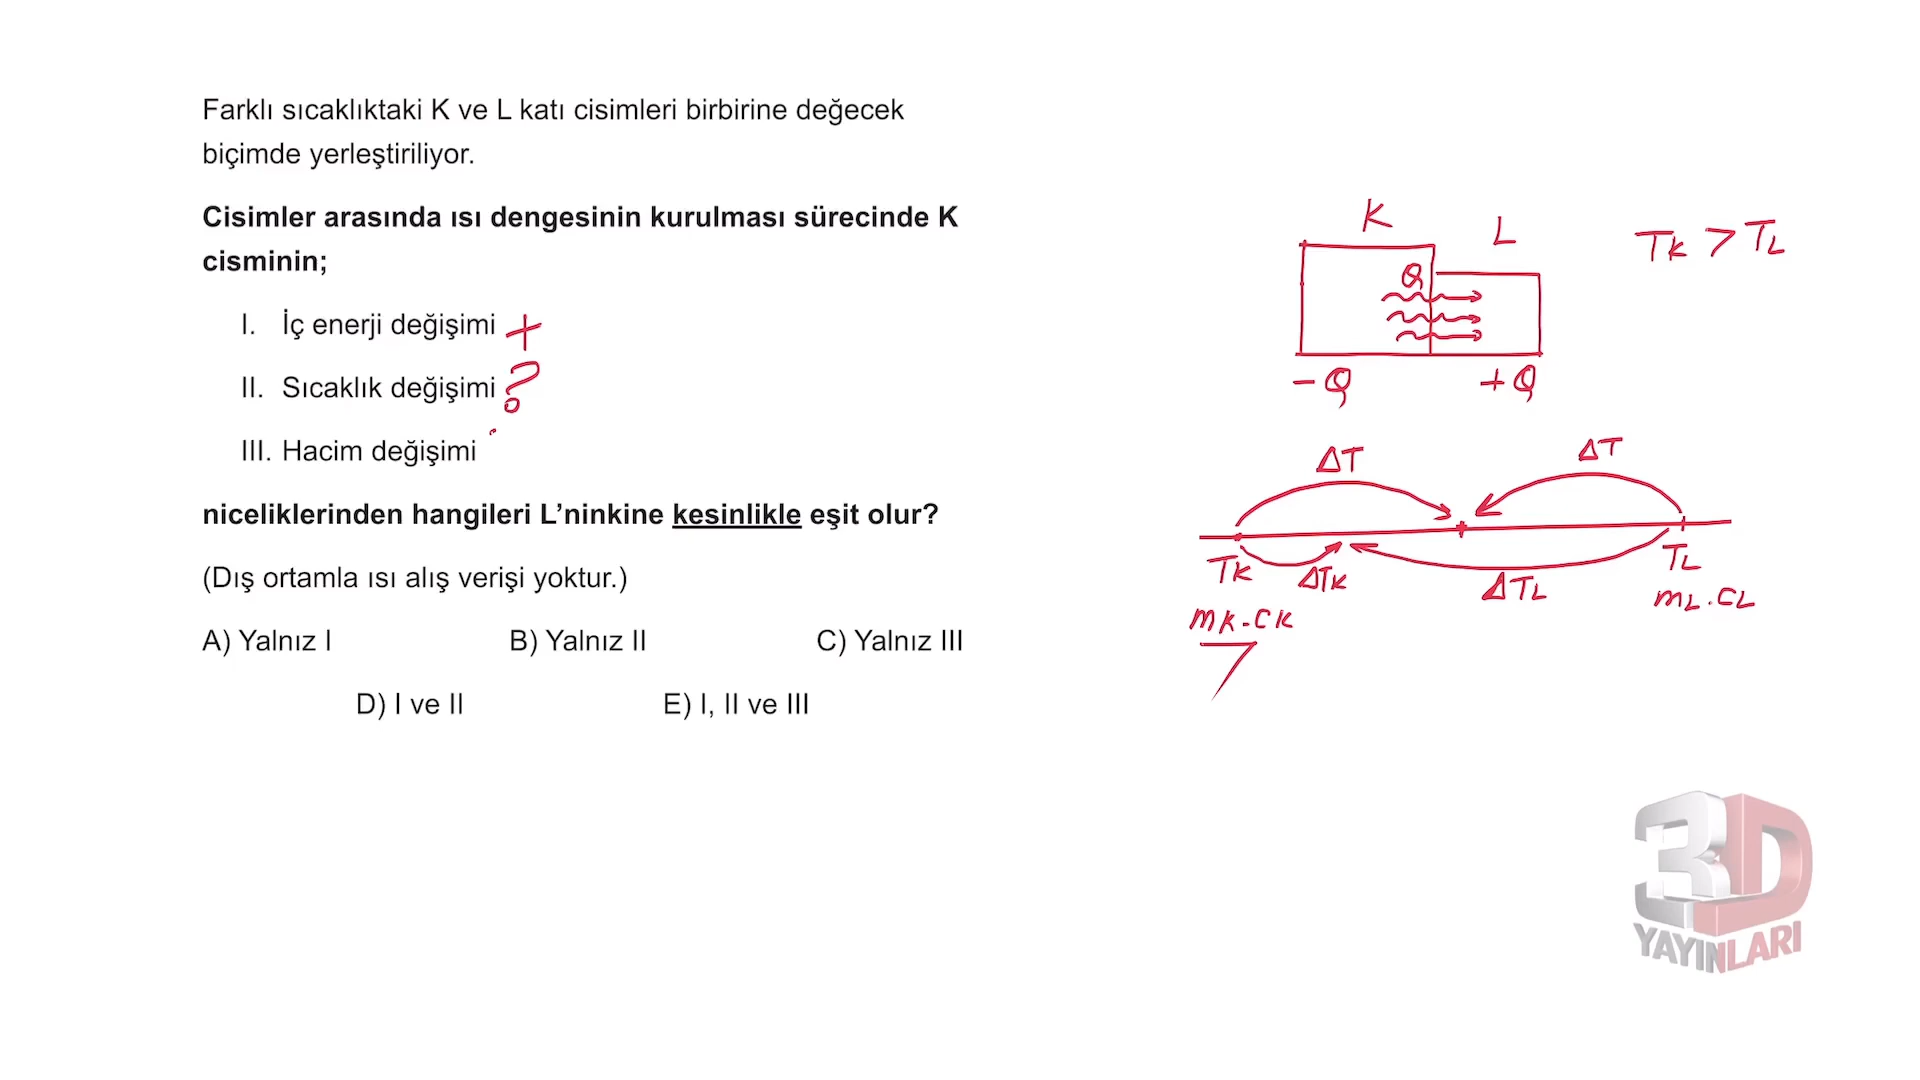 Farklı sıcaklıktaki K ve L katı cisimleri birbirine değecek
biçimde yerleştiriliyor.
Cisimler arasında ısı dengesinin kurulması sürecinde K
cisminin;
I. İç enerji değişimi +
II. Sıcaklık değişimi ?
III. Hacim değişimi
niceliklerinden hangileri L’ninkine kesinlikle eşit olur?
(Dış ortamla ısı alış verişi yoktur.)
A) Yalnız I B) Yalnız II C) Yalnız III
D) I ve II E) I, II ve III
K L TK > TL
Q
-Q +Q
ΔT ΔT
TK ΔTK ΔTL TL
mK.cK mL.cL
>
3D
YAYINLARI